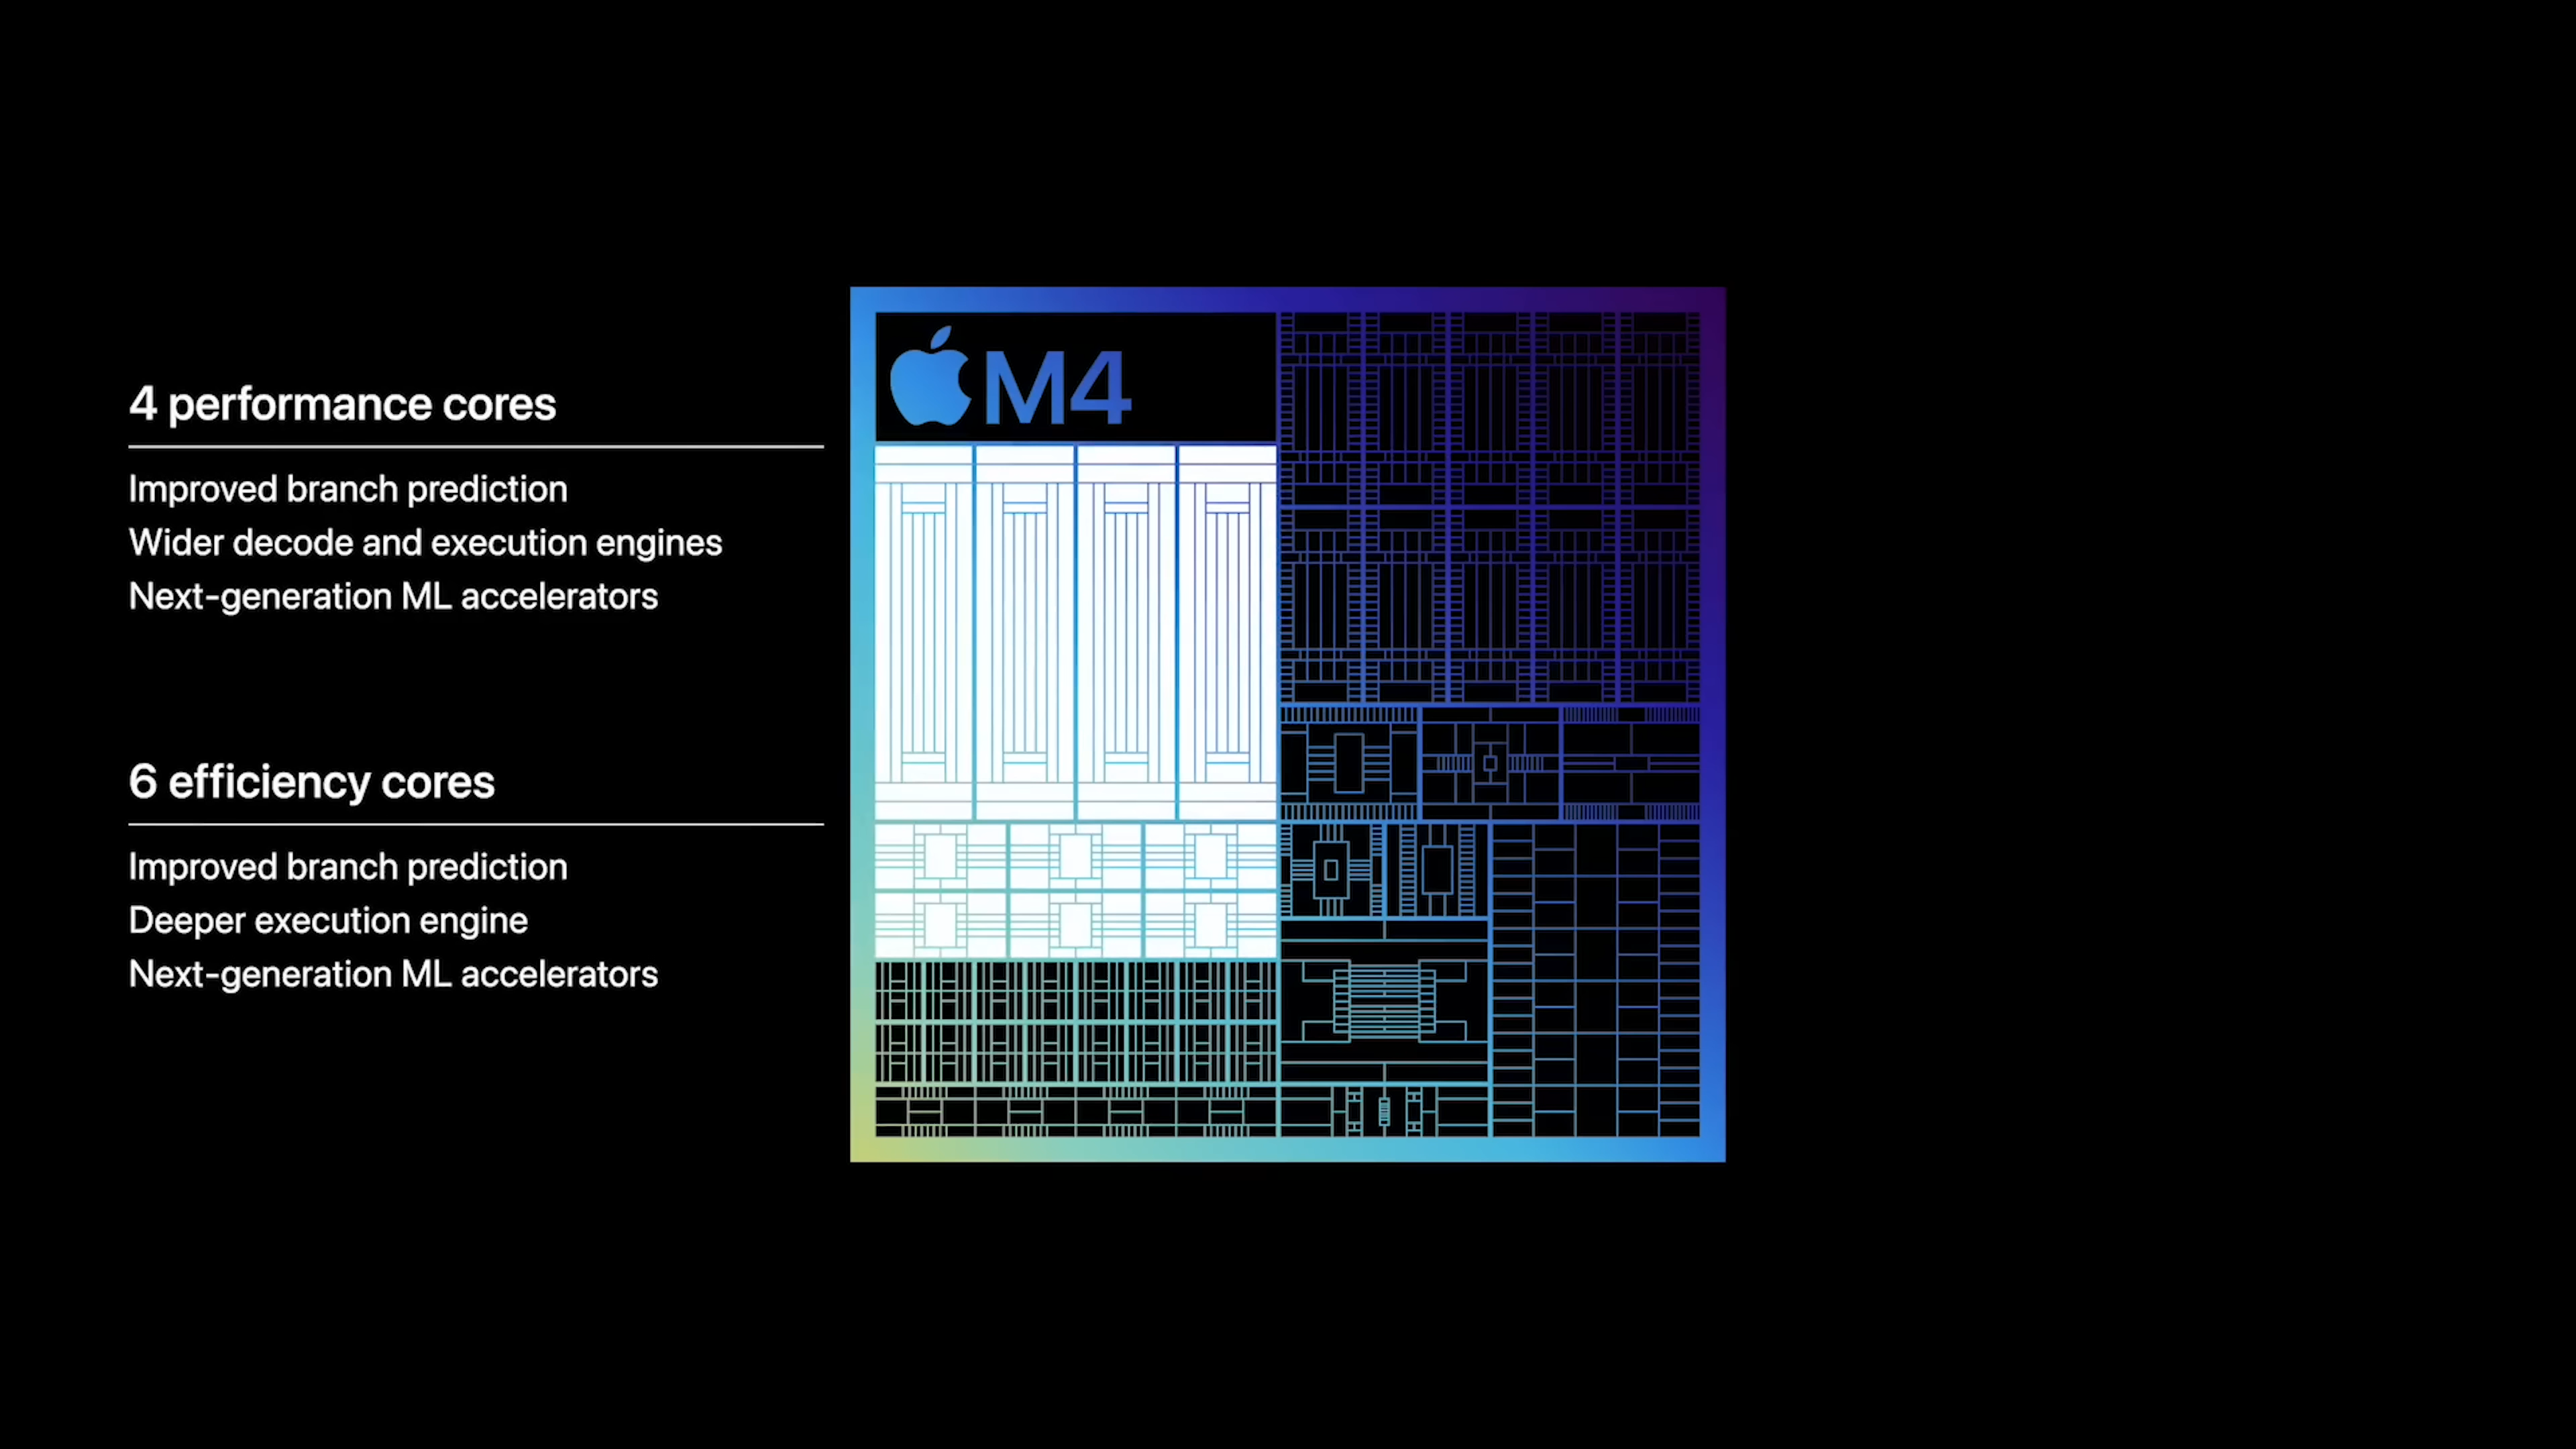 4 performance cores
Improved branch prediction
Wider decode and execution engines
Next-generation ML accelerators
6 efficiency cores
Improved branch prediction
Deeper execution engine
Next-generation ML accelerators
M4